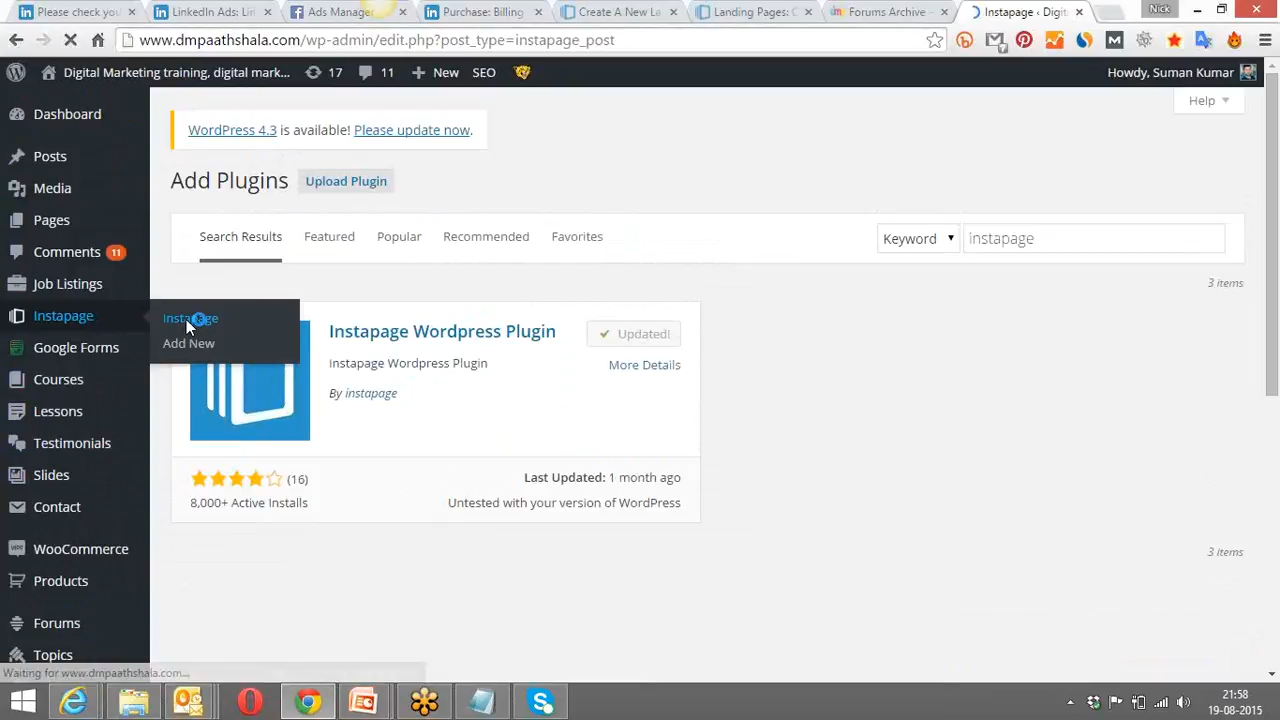 Please check you
LinkedIn Ads: Lin
Ads Manager
Purchase: Billing
Create A New La
Landing Pages: C
Forums Archive –
Instapage ‹ Digit
Nick
www.dmpaathshala.com/wp-admin/edit.php?post_type=instapage_post
Digital Marketing training, digital mark... 17 11 New SEO Howdy, Suman Kumar
Help
WordPress 4.3 is available! Please update now.
Add Plugins Upload Plugin
Search Results Featured Popular Recommended Favorites Keyword instapage
3 items
Dashboard
Posts
Media
Pages
Comments 11
Job Listings
Instapage
Google Forms
Courses
Lessons
Testimonials
Slides
Contact
WooCommerce
Products
Forums
Topics
Instapage
Add New
Instapage Wordpress Plugin
Updated!
Instapage Wordpress Plugin
More Details
By instapage
(16)
Last Updated: 1 month ago
8,000+ Active Installs
Untested with your version of WordPress
3 items
Waiting for www.dmpaathshala.com...
21:58
19-08-2015